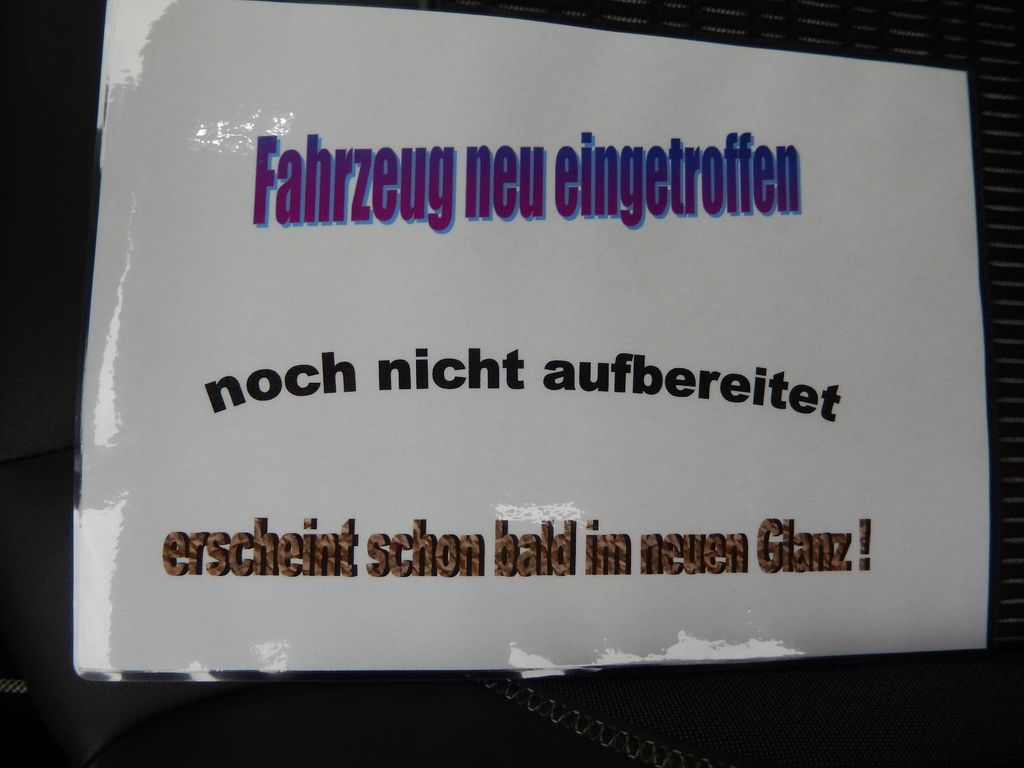 Fahrzeug neu eingetroffen
noch nicht aufbereitet
erscheint schon bald im neuen Glanz !